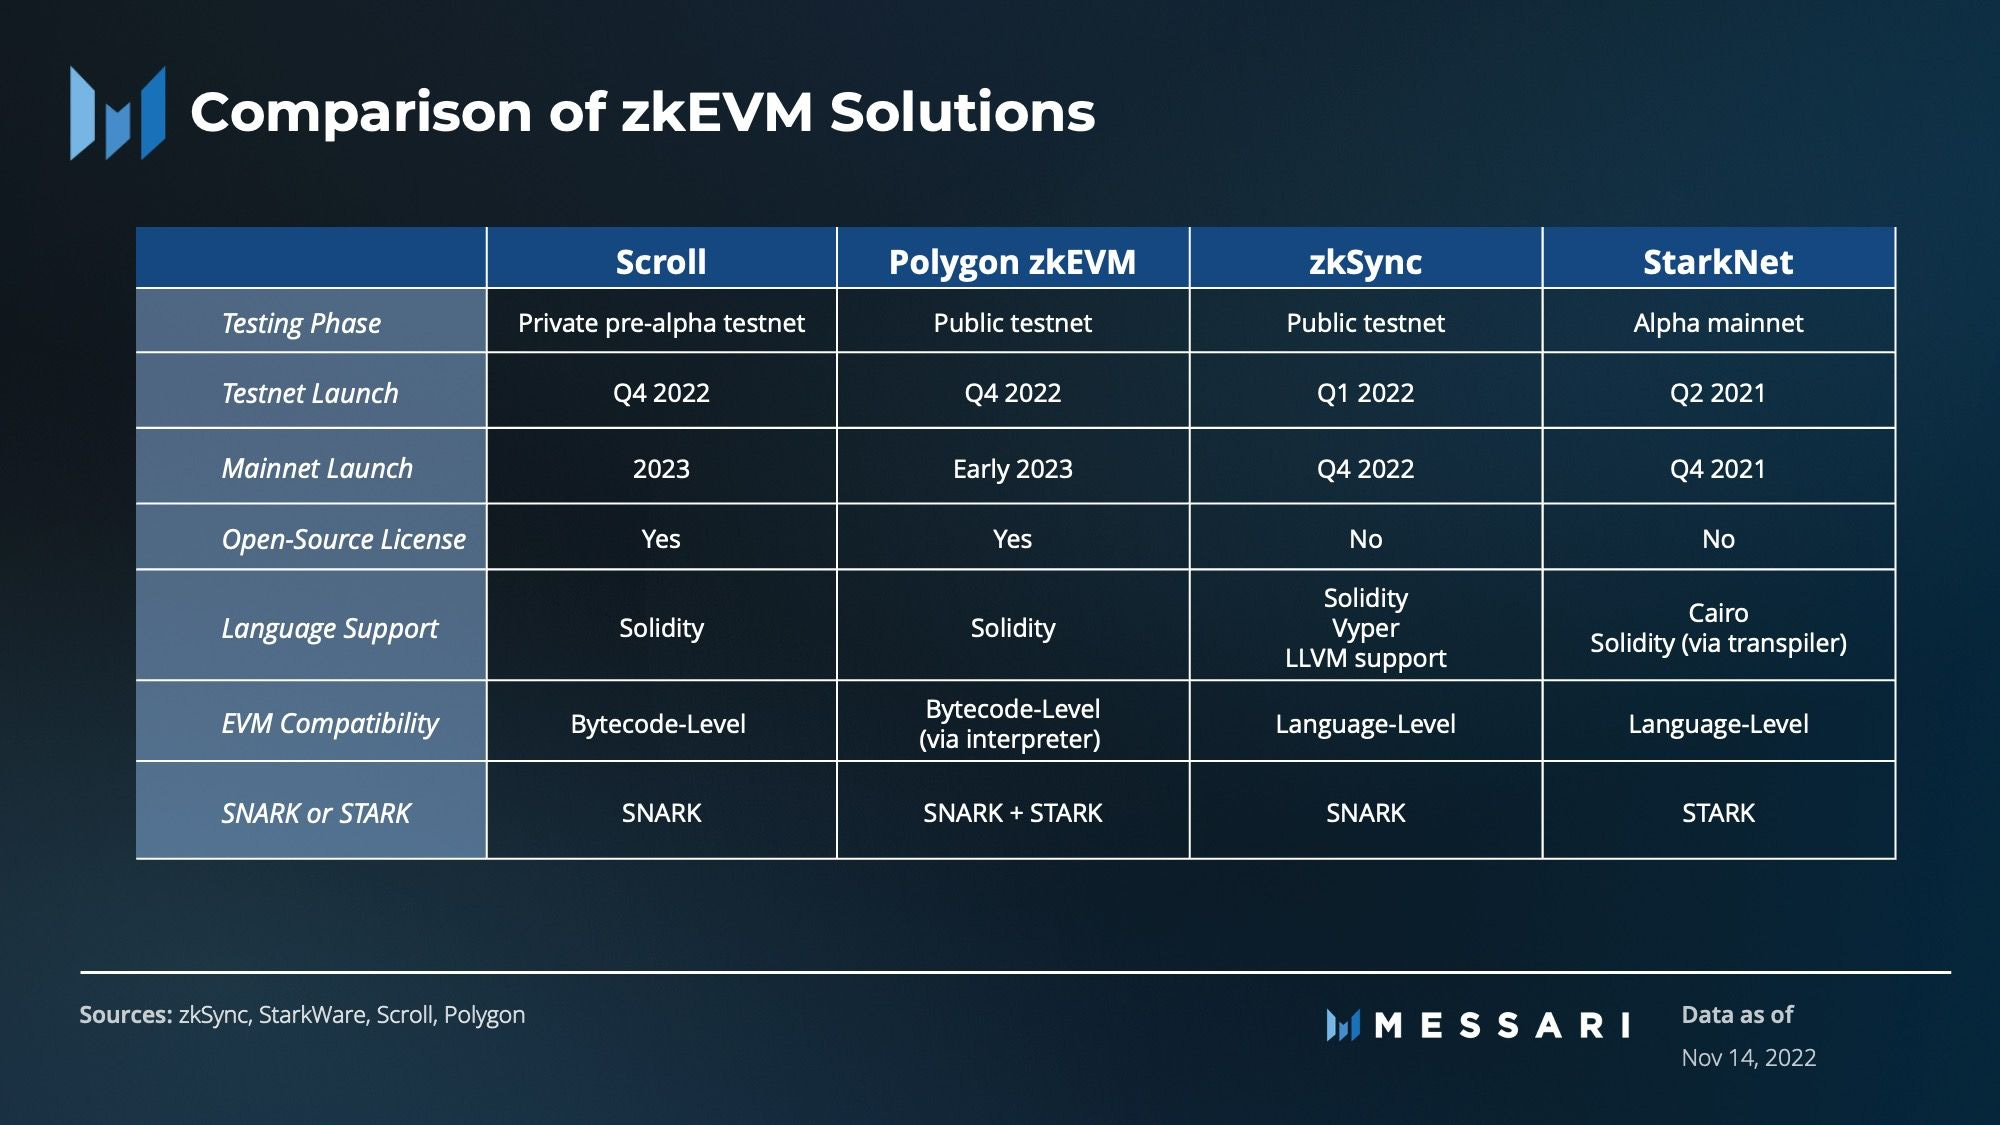 Comparison of zkEVM Solutions
Scroll Polygon zkEVM zkSync StarkNet
Testing Phase Private pre-alpha testnet Public testnet Public testnet Alpha mainnet
Testnet Launch Q4 2022 Q4 2022 Q1 2022 Q2 2021
Mainnet Launch 2023 Early 2023 Q4 2022 Q4 2021
Open-Source License Yes Yes No No
Language Support Solidity Solidity
Solidity
Vyper
LLVM support
Cairo
Solidity (via transpiler)
EVM Compatibility Bytecode-Level
Bytecode-Level
(via interpreter)
Language-Level Language-Level
SNARK or STARK SNARK SNARK + STARK SNARK STARK
Sources: zkSync, StarkWare, Scroll, Polygon
MESSARI
Data as of
Nov 14, 2022